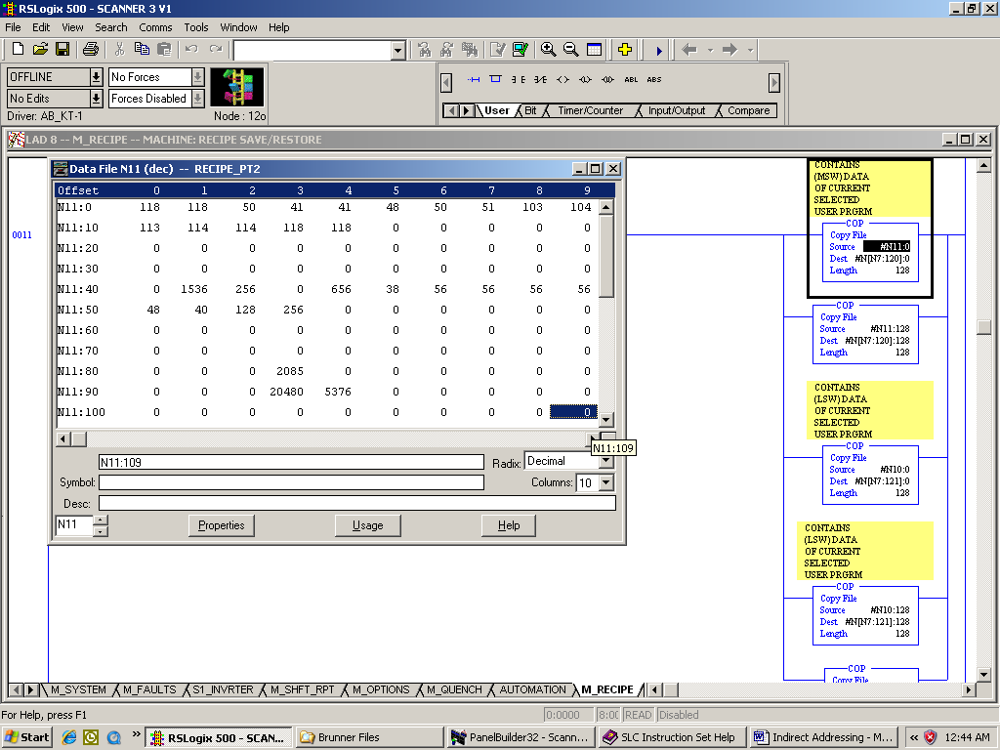 RSLogix 500 - SCANNER 3 V1
File Edit View Search Comms Tools Window Help
OFFLINE No Forces
No Edits Forces Disabled
Driver: AB_KT-1 Node : 12o
ABL ABS
User Bit Timer/Counter Input/Output Compare
LAD 8 -- M_RECIPE -- MACHINE: RECIPE SAVE/RESTORE
0011
Data File N11 (dec) -- RECIPE_PT2
Offset 0 1 2 3 4 5 6 7 8 9
N11:0 118 118 50 41 41 48 50 51 103 104
N11:10 113 114 114 118 118 0 0 0 0 0
N11:20 0 0 0 0 0 0 0 0 0 0
N11:30 0 0 0 0 0 0 0 0 0 0
N11:40 0 1536 256 0 656 38 56 56 56 56
N11:50 48 40 128 256 0 0 0 0 0 0
N11:60 0 0 0 0 0 0 0 0 0 0
N11:70 0 0 0 0 0 0 0 0 0 0
N11:80 0 0 0 2085 0 0 0 0 0 0
N11:90 0 0 0 20480 5376 0 0 0 0 0
N11:100 0 0 0 0 0 0 0 0 0 0
N11:109
N11:109 Radix: Decimal
Symbol: Columns: 10
Desc:
N11 Properties Usage Help
CONTAINS
(MSW) DATA
OF CURRENT
SELECTED
USER PRGRM
COP
Copy File
Source #N11:0
Dest #N[N7:120]:0
Length 128
COP
Copy File
Source #N11:128
Dest #N[N7:120]:128
Length 128
CONTAINS
(LSW) DATA
OF CURRENT
SELECTED
USER PRGRM
COP
Copy File
Source #N10:0
Dest #N[N7:121]:0
Length 128
CONTAINS
(LSW) DATA
OF CURRENT
SELECTED
USER PRGRM
COP
Copy File
Source #N10:128
Dest #N[N7:121]:128
Length 128
COP
Copy File
M_SYSTEM M_FAULTS S1_INVRTER M_SHFT_RPT M_OPTIONS M_QUENCH AUTOMATION M_RECIPE
For Help, press F1 0:0000 8:00 READ Disabled
Start » RSLogix 500 - SCAN... Brunner Files PanelBuilder32 - Scann... SLC Instruction Set Help Indirect Addressing - M... « 12:44 AM